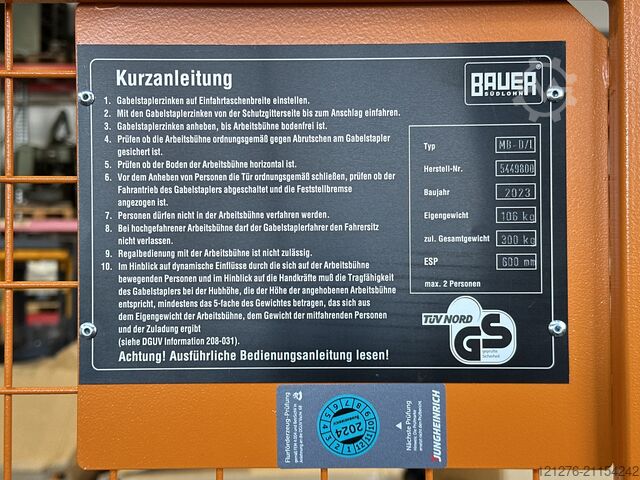 Kurzanleitung
BAUER
SÜDLOHN
1. Gabelstaplerzinken auf Einfahrtaschenbreite einstellen.
2. Mit den Gabelstaplerzinken von der Schutzgitterseite bis zum Anschlag einfahren.
3. Gabelstaplerzinken anheben, bis Arbeitsbühne bodenfrei ist.
4. Prüfen ob die Arbeitsbühne ordnungsgemäß gegen Abrutschen am Gabelstapler
gesichert ist.
5. Prüfen ob der Boden der Arbeitsbühne horizontal ist.
6. Vor dem Anheben von Personen die Tür ordnungsgemäß schließen, prüfen ob der
Fahrantrieb des Gabelstaplers abgeschaltet und die Feststellbremse
angezogen ist.
7. Personen dürfen nicht in der Arbeitsbühne verfahren werden.
8. Bei hochgefahrener Arbeitsbühne darf der Gabelstaplerfahrer den Fahrersitz
nicht verlassen.
9. Regalbedienung mit der Arbeitsbühne ist nicht zulässig.
10. Im Hinblick auf dynamische Einflüsse durch die sich auf der Arbeitsbühne
bewegenden Personen und im Hinblick auf die Handkräfte muß die Tragfähigkeit
des Gabelstaplers bei der Hubhöhe, die der Höhe der angehobenen Arbeitsbühne
entspricht, mindestens das 5-fache des Gewichtes betragen, das sich aus
dem Eigengewicht der Arbeitsbühne, dem Gewicht der mitfahrenden Personen
und der Zuladung ergibt
(siehe DGUV Information 208-031).
Achtung! Ausführliche Bedienungsanleitung lesen!
Typ MB-D/I
Herstell-Nr. 5449800
Baujahr 2023
Eigengewicht 106 kg
zul. Gesamtgewicht 300 kg
ESP 600 mm
max. 2 Personen
TÜV NORD
GS
geprüfte
Sicherheit
Flurförderzeug-Prüfung
2024
Nächste Prüfung
JUNGHEINRICH
121276-21154242